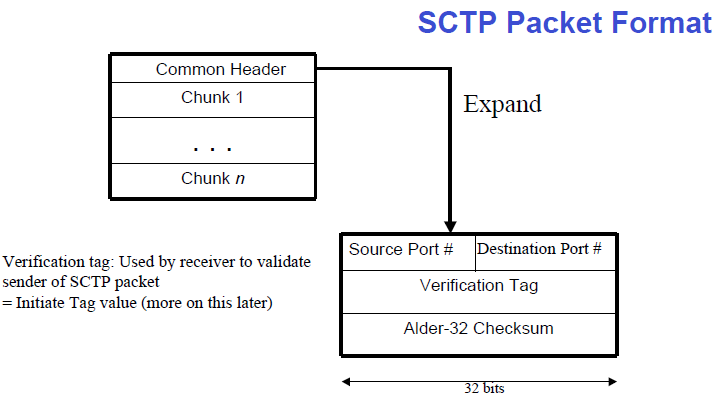 SCTP Packet Format
Common Header
Chunk 1
. . .
Chunk n
Expand
Source Port # Destination Port #
Verification Tag
Alder-32 Checksum
32 bits
Verification tag: Used by receiver to validate
sender of SCTP packet
= Initiate Tag value (more on this later)